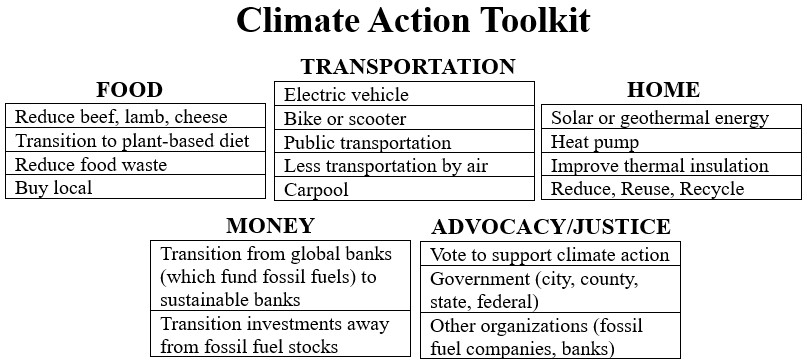 Climate Action Toolkit
FOOD
Reduce beef, lamb, cheese
Transition to plant-based diet
Reduce food waste
Buy local
TRANSPORTATION
Electric vehicle
Bike or scooter
Public transportation
Less transportation by air
Carpool
HOME
Solar or geothermal energy
Heat pump
Improve thermal insulation
Reduce, Reuse, Recycle
MONEY
Transition from global banks
(which fund fossil fuels) to
sustainable banks
Transition investments away
from fossil fuel stocks
ADVOCACY/JUSTICE
Vote to support climate action
Government (city, county,
state, federal)
Other organizations (fossil
fuel companies, banks)